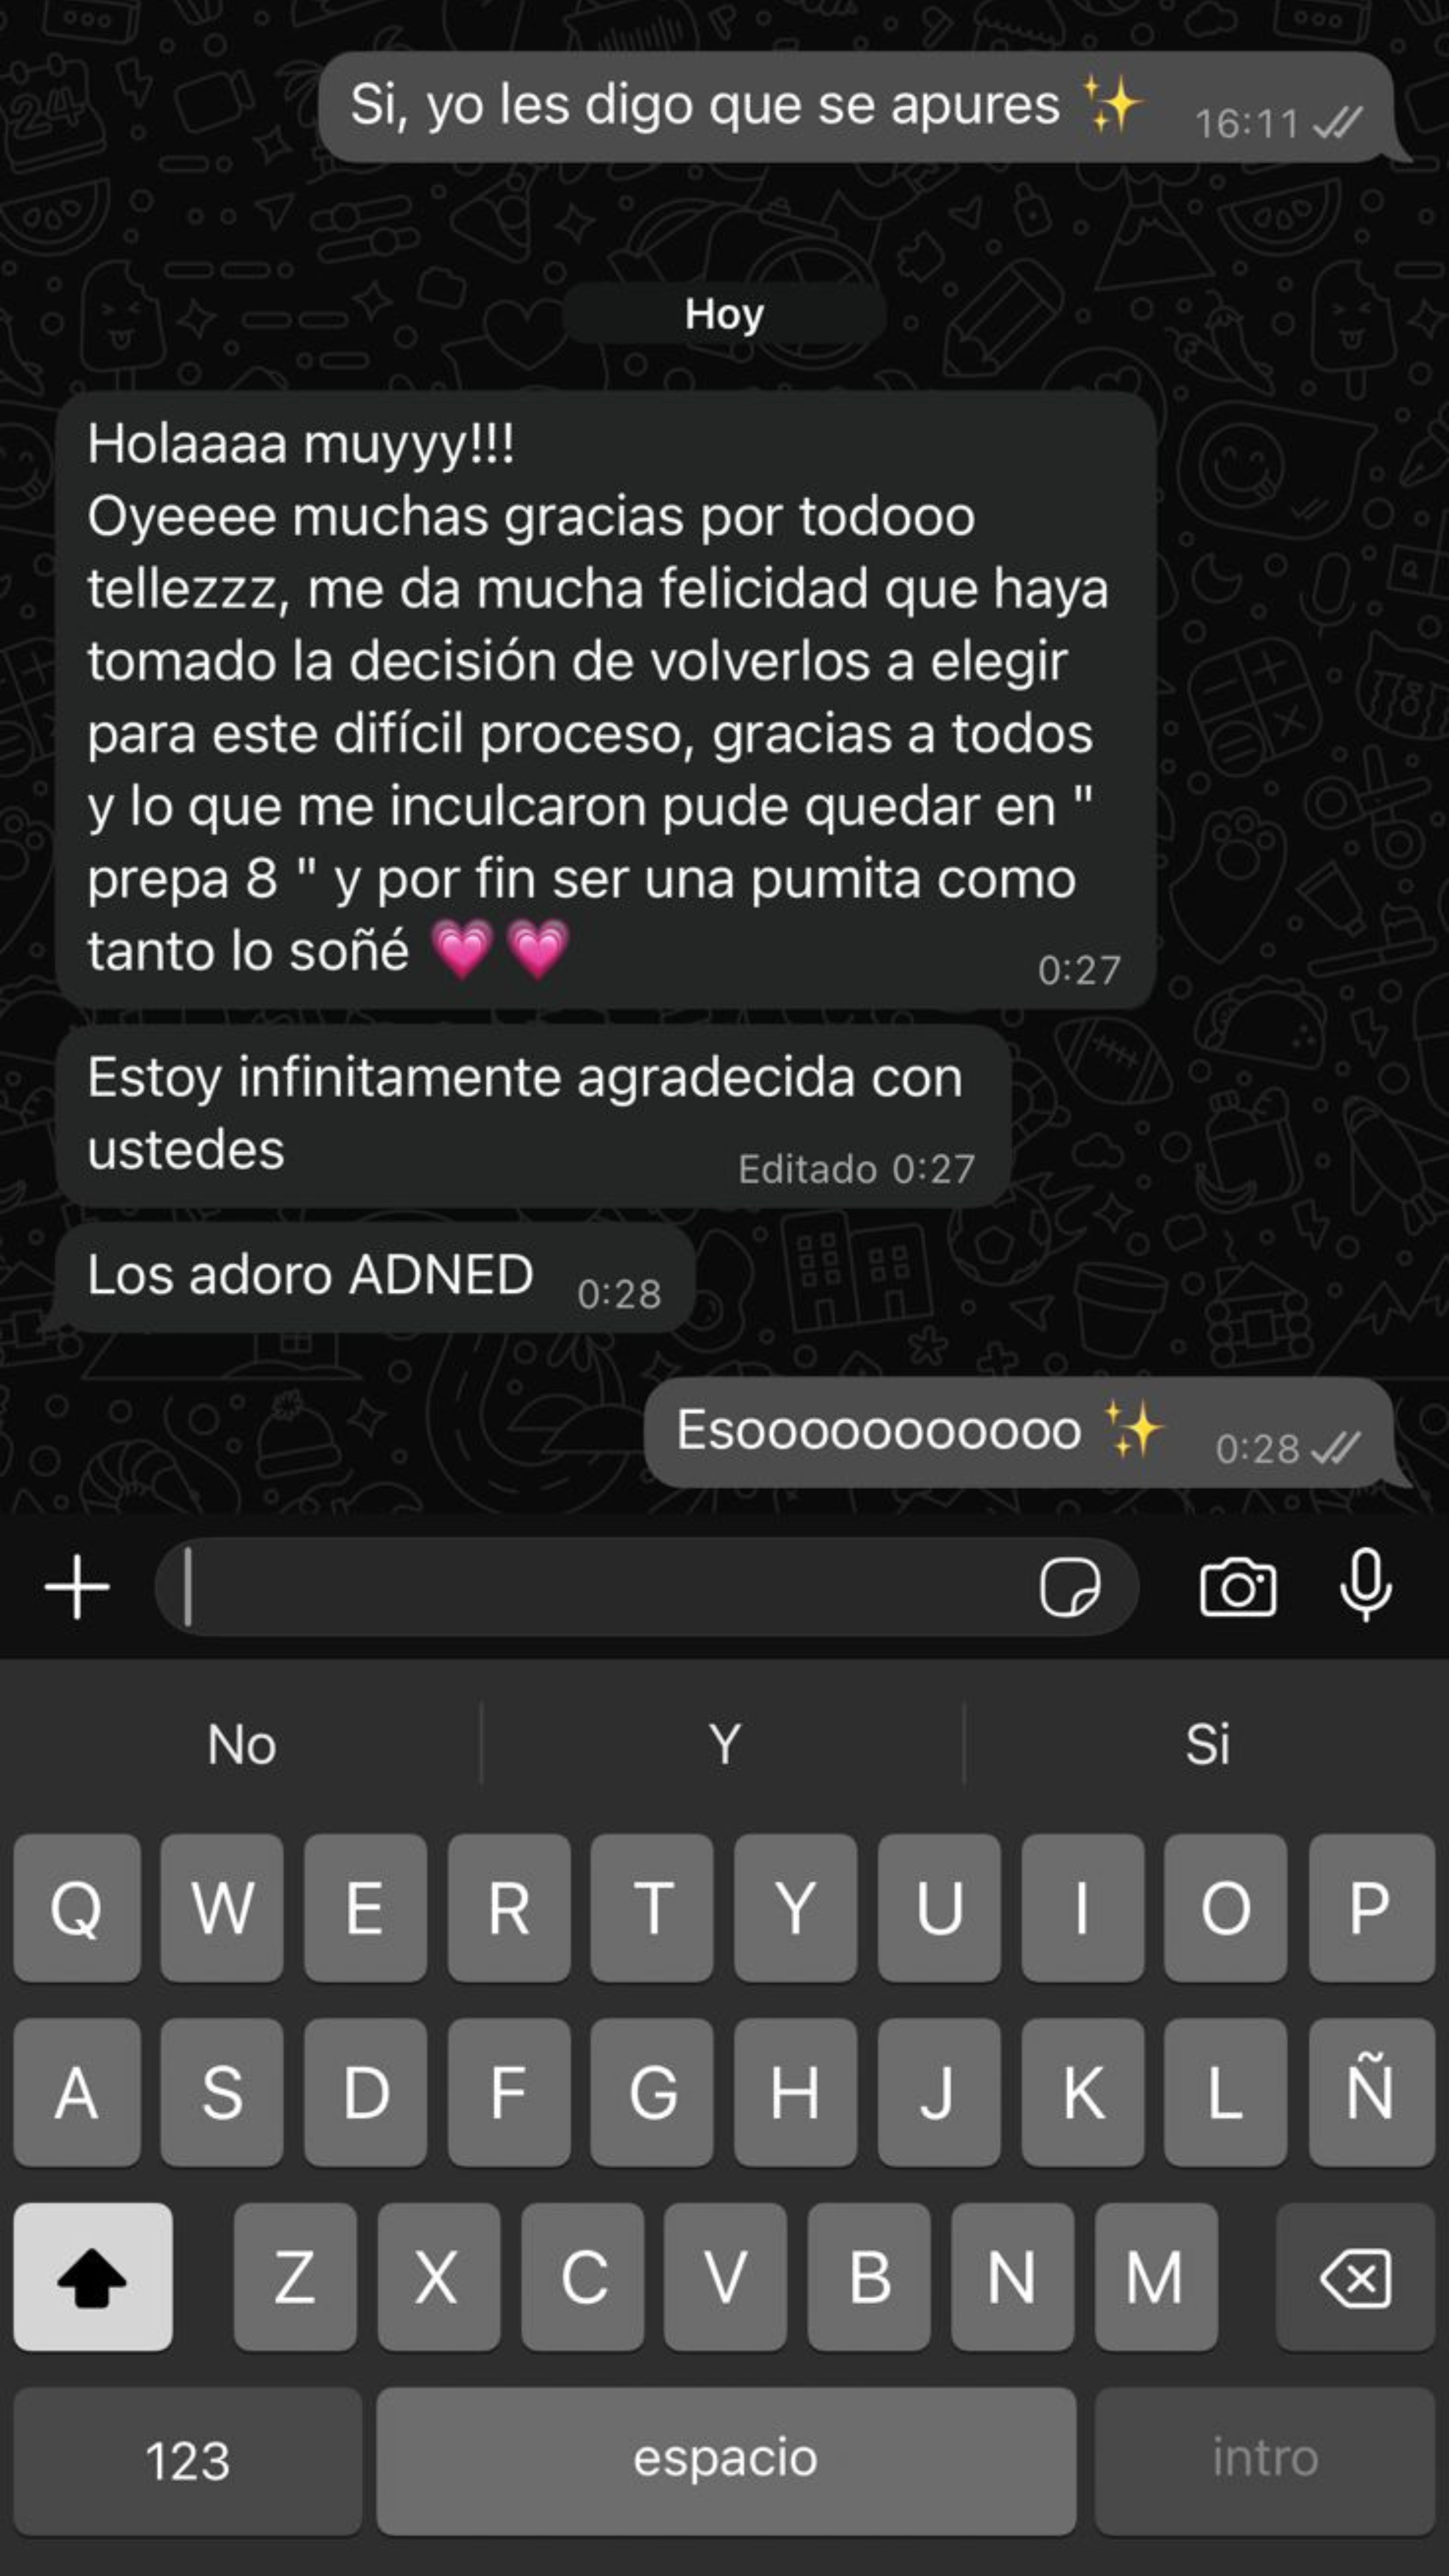 Si, yo les digo que se apures ✨ 16:11
Hoy
Holaaaa muyyy!!!
Oyeeee muchas gracias por todooo
tellezzz, me da mucha felicidad que haya
tomado la decisión de volverlos a elegir
para este difícil proceso, gracias a todos
y lo que me inculcaron pude quedar en "
prepa 8 " y por fin ser una pumita como
tanto lo soñé 💗💗 0:27
Estoy infinitamente agradecida con
ustedes Editado 0:27
Los adoro ADNED 0:28
Esooooooooooo ✨ 0:28
No Y Si
Q W E R T Y U I O P
A S D F G H J K L Ñ
Z X C V B N M
123 espacio intro